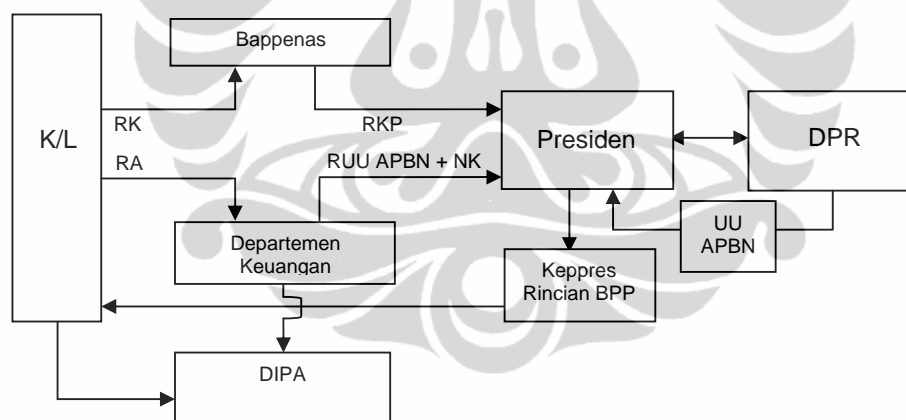 Bappenas
K/L
RK
RKP
Presiden
DPR
RA
RUU APBN + NK
Departemen
Keuangan
UU
APBN
Keppres
Rincian BPP
DIPA